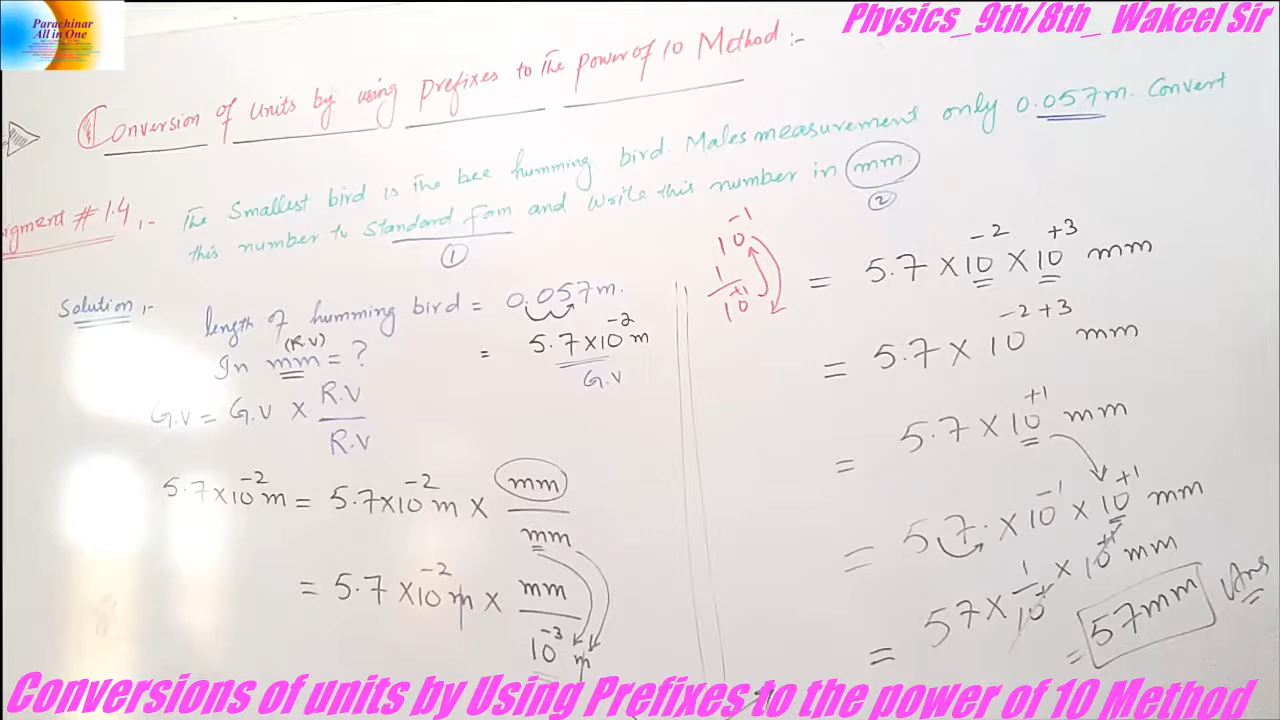 Parachinar
All in One
Physics_9th/8th_ Wakeel Sir
Conversion of Units by using prefixes to the power of 10 Method :-
igment # 1.4 :-
The Smallest bird is the bee humming bird. Males measurement only 0.057m. Convert
this number to standard fom and write this number in mm.
① ②
Solution :-
length of humming bird = 0.057m.
= 5.7×10⁻² m
G.V
(R.V)
In mm = ?
G.V = G.V × R.V / R.V
5.7×10⁻² m = 5.7×10⁻² m × mm / mm
= 5.7×10⁻² m × mm / 10⁻³ m
10⁻¹
1 / 10⁺¹
= 5.7 × 10⁻² × 10⁺³ mm
= 5.7 × 10⁻²⁺³ mm
= 5.7 × 10⁺¹ mm
= 57. × 10⁻¹ × 10⁺¹ mm
= 57 × 1 / 10⁺¹ × 10⁺¹ mm
= 57mm Ans
Conversions of units by Using Prefixes to the power of 10 Method